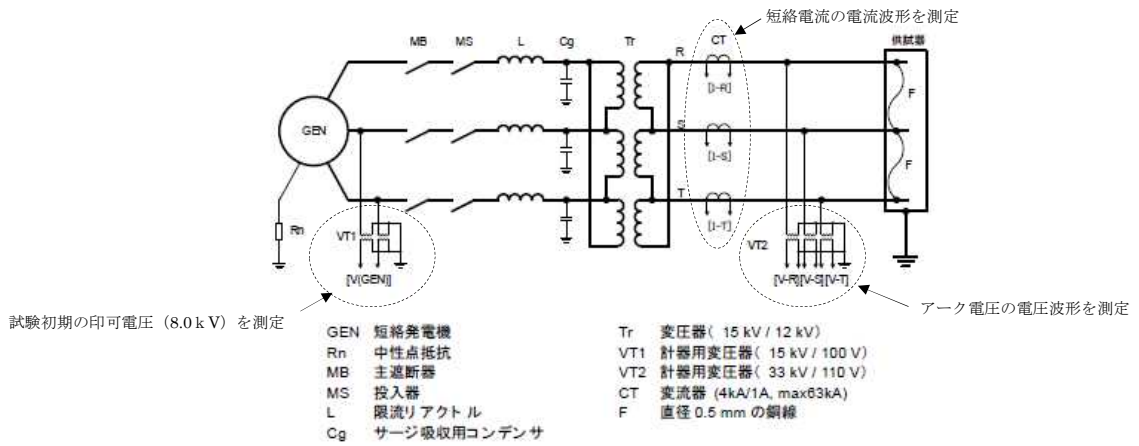 短絡電流の電流波形を測定
MB MS L Cg Tr R CT 供試器
[I-R]
F
GEN
S
[I-S]
F
T
[I-T]
Rn
VT1
VT2
[V(GEN)]
[V-R][V-S][V-T]
試験初期の印可電圧（8.0ｋV）を測定
アーク電圧の電圧波形を測定
GEN 短絡発電機
Rn 中性点抵抗
MB 主遮断器
MS 投入器
L 限流リアクトル
Cg サージ吸収用コンデンサ
Tr 変圧器( 15 kV / 12 kV)
VT1 計器用変圧器( 15 kV / 100 V)
VT2 計器用変圧器( 33 kV / 110 V)
CT 変流器 (4kA/1A, max63kA)
F 直径 0.5 mm の銅線